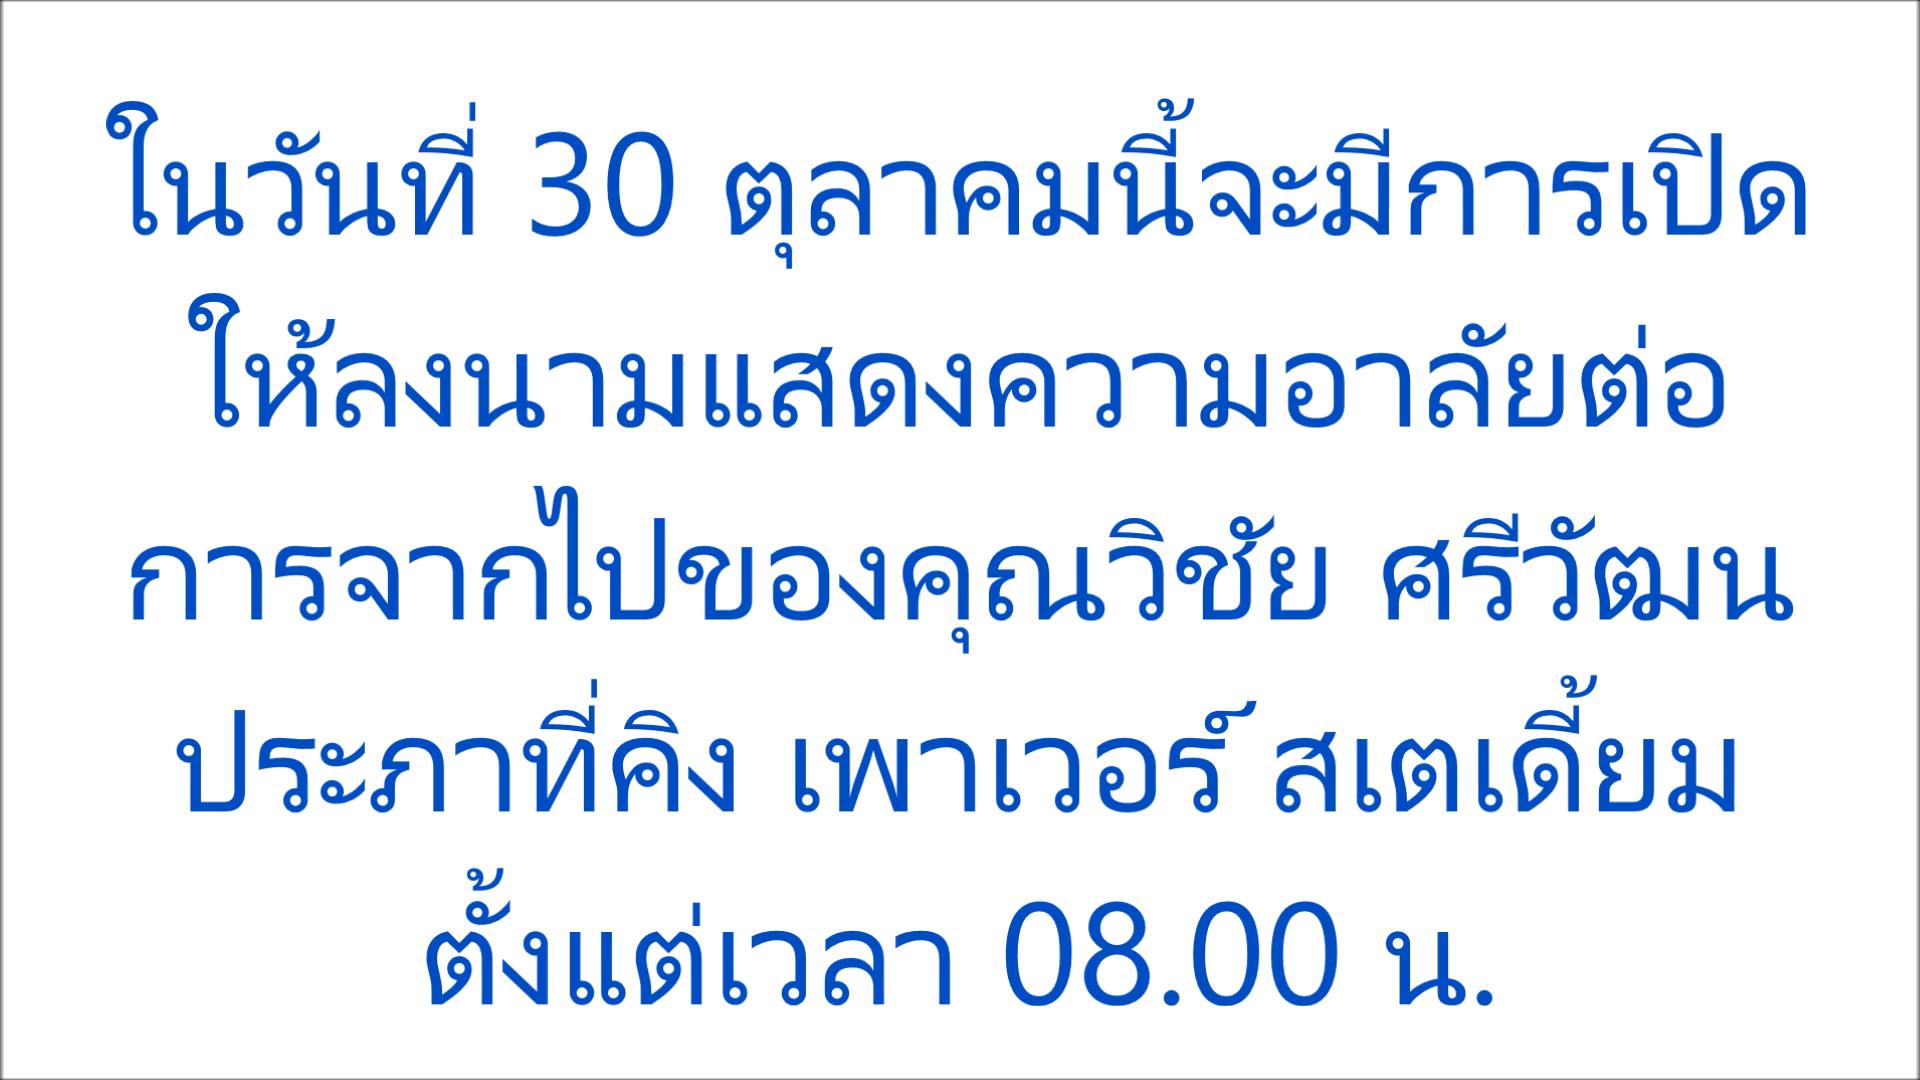 ในวันที่ 30 ตุลาคมนี้จะมีการเปิด
ให้ลงนามแสดงความอาลัยต่อ
การจากไปของคุณวิชัย ศรีวัฒน
ประภาที่คิง เพาเวอร์ สเตเดี้ยม
ตั้งแต่เวลา 08.00 น.